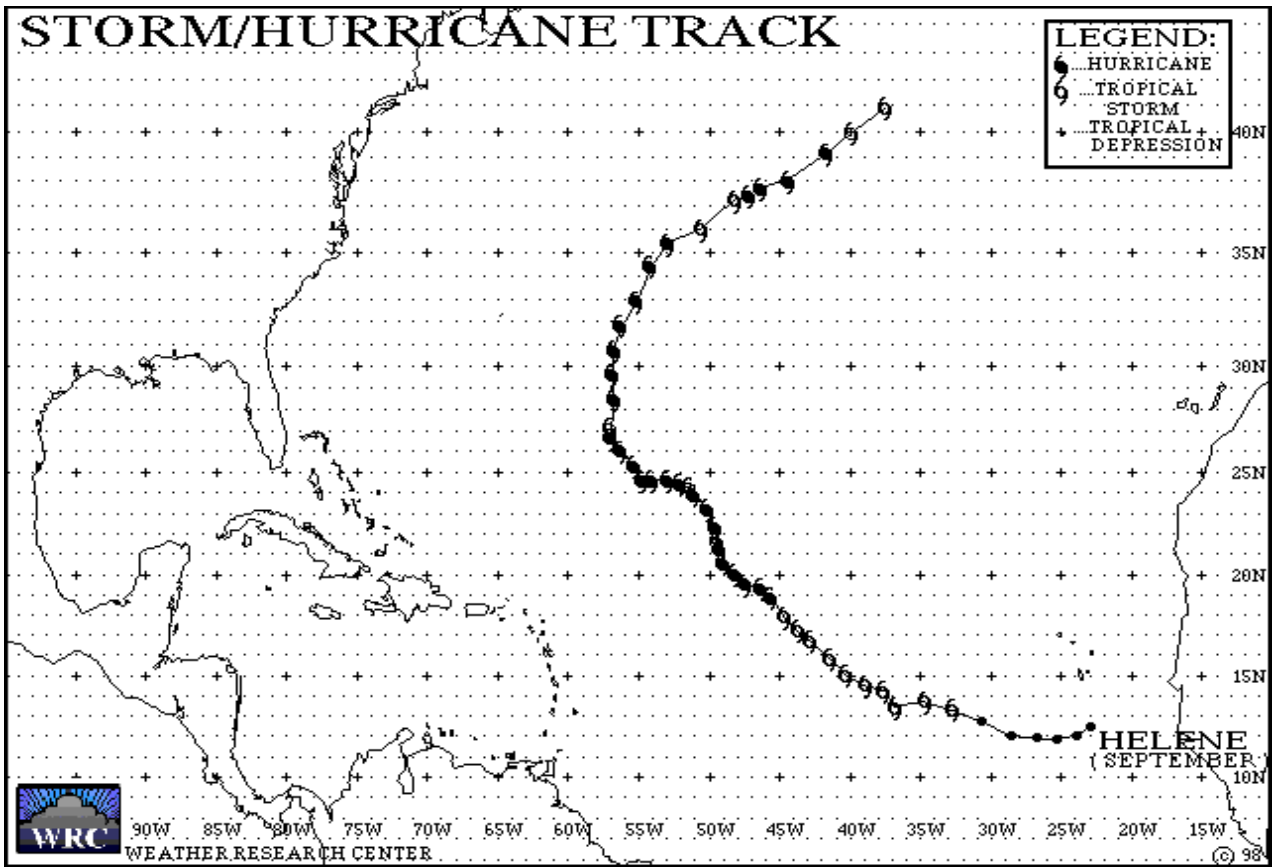 STORM/HURRICANE TRACK
LEGEND:
...HURRICANE
...TROPICAL
STORM
...TROPICAL
DEPRESSION
40N
35N
30N
25N
20N
15N
HELENE
(SEPTEMBER)
10N
90W 85W 80W 75W 70W 65W 60W 55W 50W 45W 40W 35W 30W 25W 20W 15W
WRC
WEATHER RESEARCH CENTER
© 98